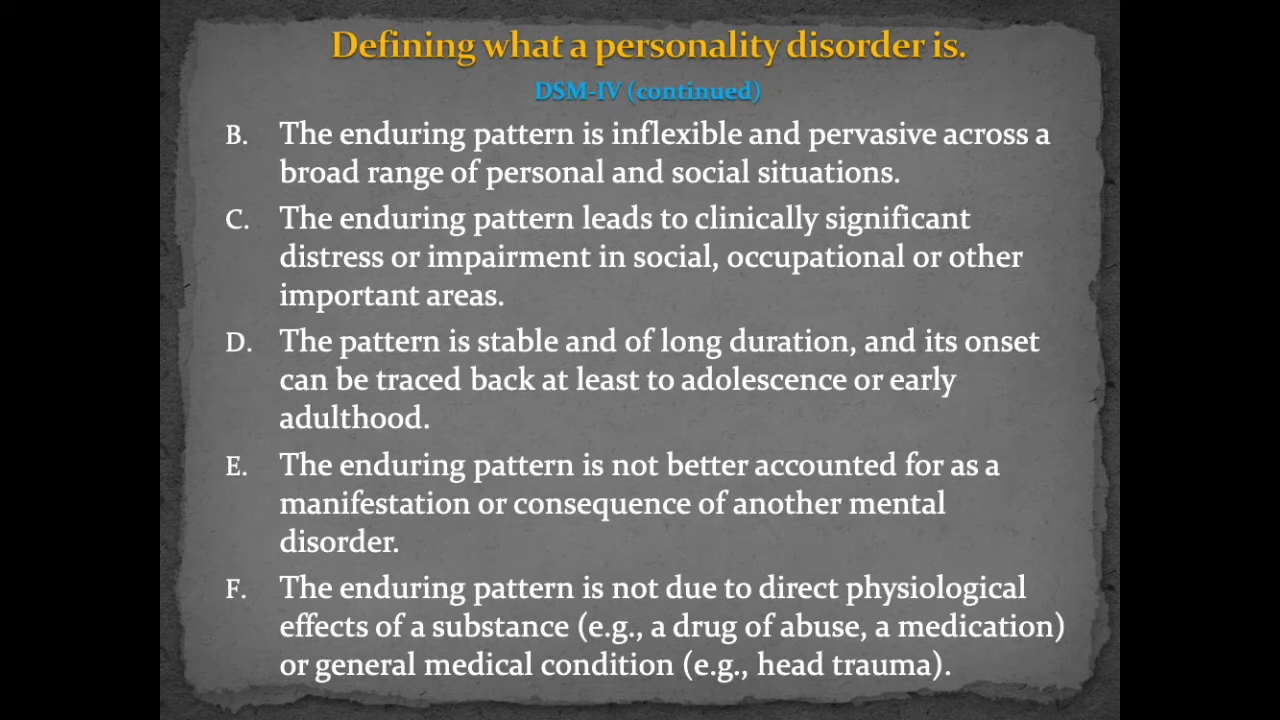 Defining what a personality disorder is.
DSM-IV (continued)
B. The enduring pattern is inflexible and pervasive across a
broad range of personal and social situations.
C. The enduring pattern leads to clinically significant
distress or impairment in social, occupational or other
important areas.
D. The pattern is stable and of long duration, and its onset
can be traced back at least to adolescence or early
adulthood.
E. The enduring pattern is not better accounted for as a
manifestation or consequence of another mental
disorder.
F. The enduring pattern is not due to direct physiological
effects of a substance (e.g., a drug of abuse, a medication)
or general medical condition (e.g., head trauma).